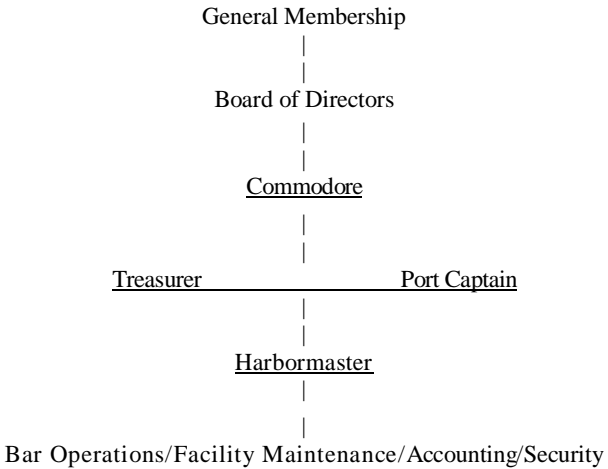 General Membership
|
|
Board of Directors
|
|
Commodore
|
|
Treasurer Port Captain
|
|
Harbormaster
|
|
Bar Operations/Facility Maintenance/Accounting/Security